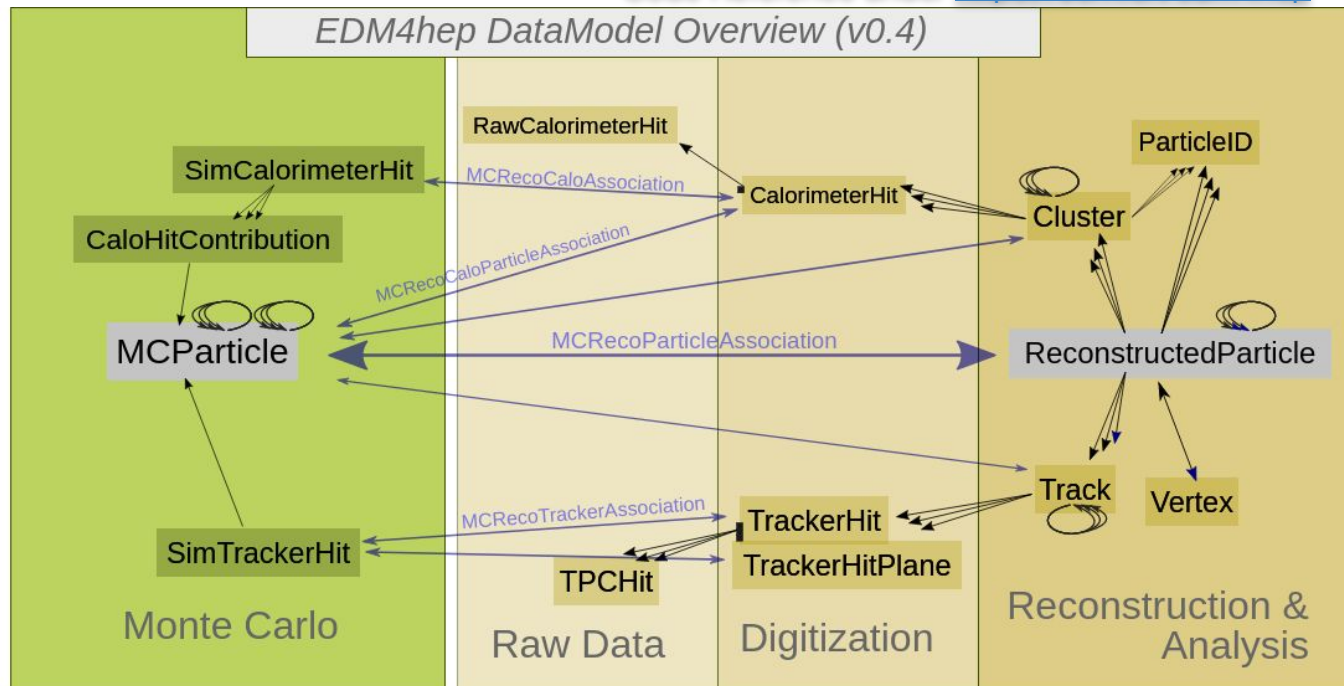 EDM4hep DataModel Overview (v0.4)
RawCalorimeterHit
ParticleID
SimCalorimeterHit
MCRecoCaloAssociation
CalorimeterHit
Cluster
CaloHitContribution
MCRecoCaloParticleAssociation
MCParticle
MCRecoParticleAssociation
ReconstructedParticle
Track
Vertex
MCRecoTrackerAssociation
TrackerHit
SimTrackerHit
TrackerHitPlane
TPCHit
Monte Carlo
Raw Data
Digitization
Reconstruction &
Analysis